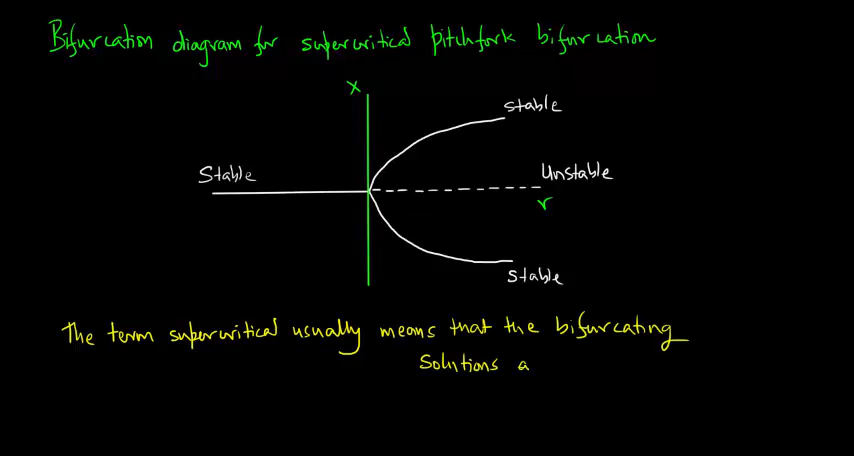 Bifurcation diagram for supercritical pitchfork bifurcation
x
stable
Stable
Unstable
r
stable
The term supercritical usually means that the bifurcating
solutions a